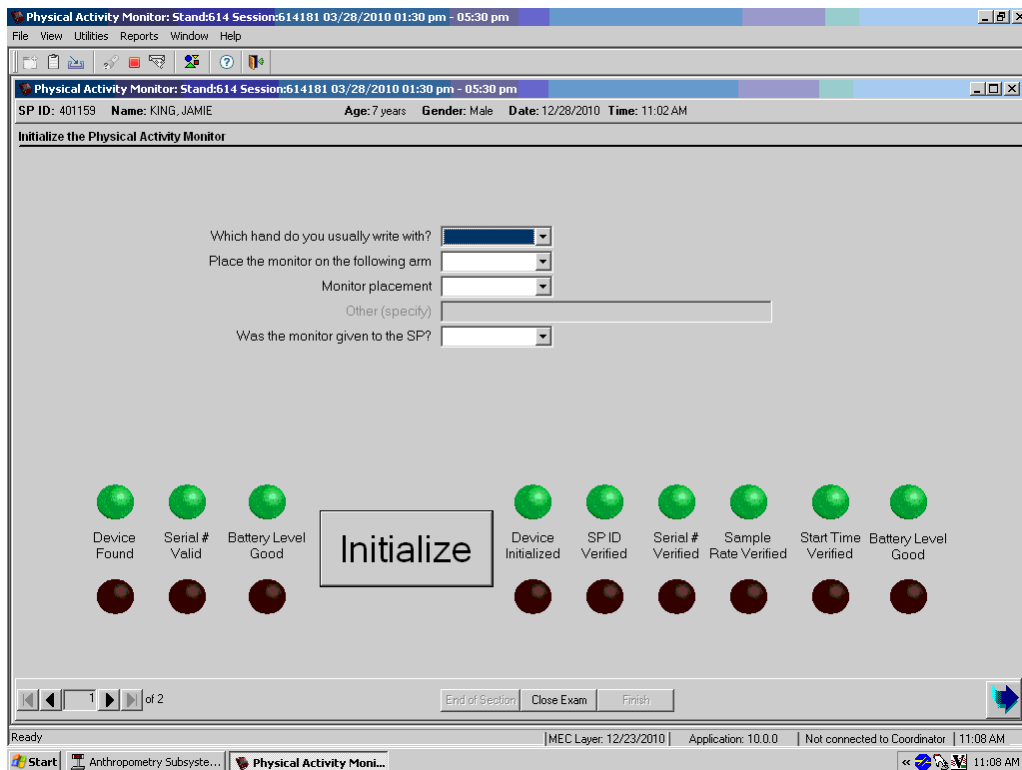 Physical Activity Monitor: Stand:614 Session:614181 03/28/2010 01:30 pm - 05:30 pm
File View Utilities Reports Window Help
Physical Activity Monitor: Stand:614 Session:614181 03/28/2010 01:30 pm - 05:30 pm
SP ID: 401159 Name: KING, JAMIE Age: 7 years Gender: Male Date: 12/28/2010 Time: 11:02 AM
Initialize the Physical Activity Monitor
Which hand do you usually write with?
Place the monitor on the following arm
Monitor placement
Other (specify)
Was the monitor given to the SP?
Device Found
Serial # Valid
Battery Level Good
Initialize
Device Initialized
SP ID Verified
Serial # Verified
Sample Rate Verified
Start Time Verified
Battery Level Good
1 of 2
End of Section Close Exam Finish
Ready MEC Layer: 12/23/2010 Application: 10.0.0 Not connected to Coordinator 11:08 AM
Start Anthropometry Subsyste... Physical Activity Moni... « 11:08 AM